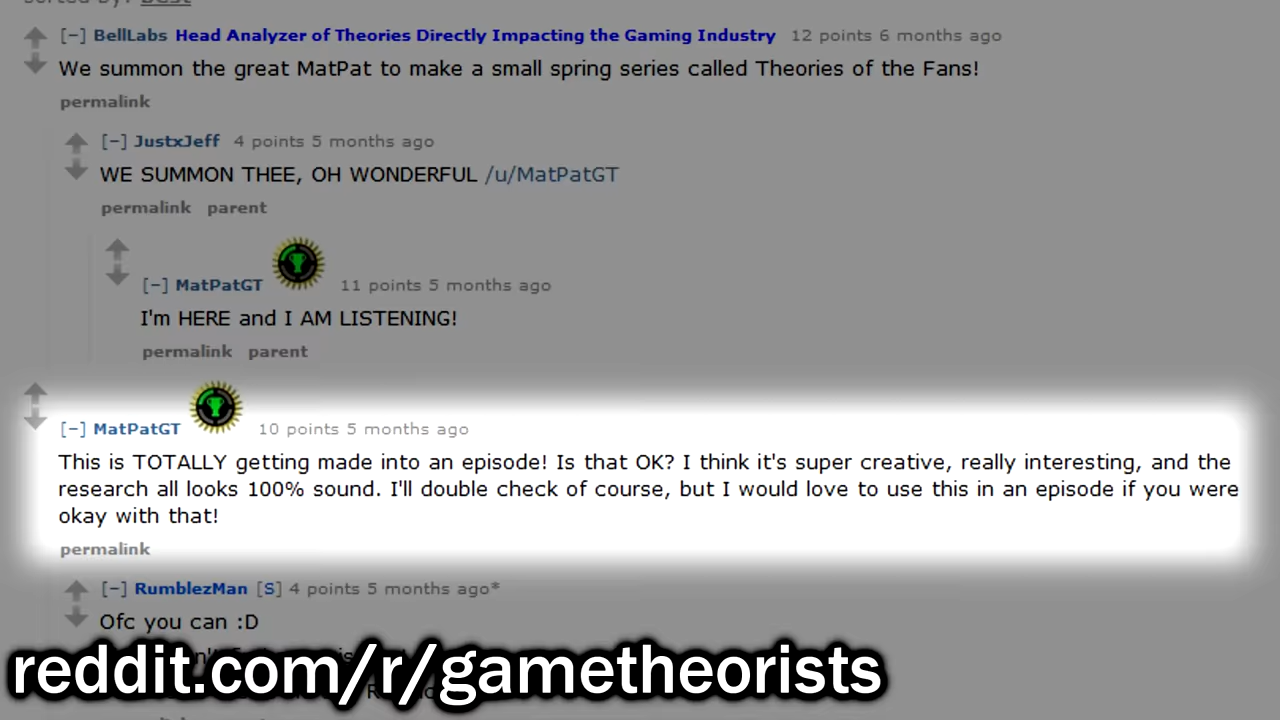 Sorted by: best
[−] BellLabs Head Analyzer of Theories Directly Impacting the Gaming Industry 12 points 6 months ago
We summon the great MatPat to make a small spring series called Theories of the Fans!
permalink
[−] JustxJeff 4 points 5 months ago
WE SUMMON THEE, OH WONDERFUL /u/MatPatGT
permalink parent
[−] MatPatGT 11 points 5 months ago
I'm HERE and I AM LISTENING!
permalink parent
[−] MatPatGT 10 points 5 months ago
This is TOTALLY getting made into an episode! Is that OK? I think it's super creative, really interesting, and the
research all looks 100% sound. I'll double check of course, but I would love to use this in an episode if you were
okay with that!
permalink
[−] RumblezMan [S] 4 points 5 months ago*
Ofc you can :D
reddit.com/r/gametheorists